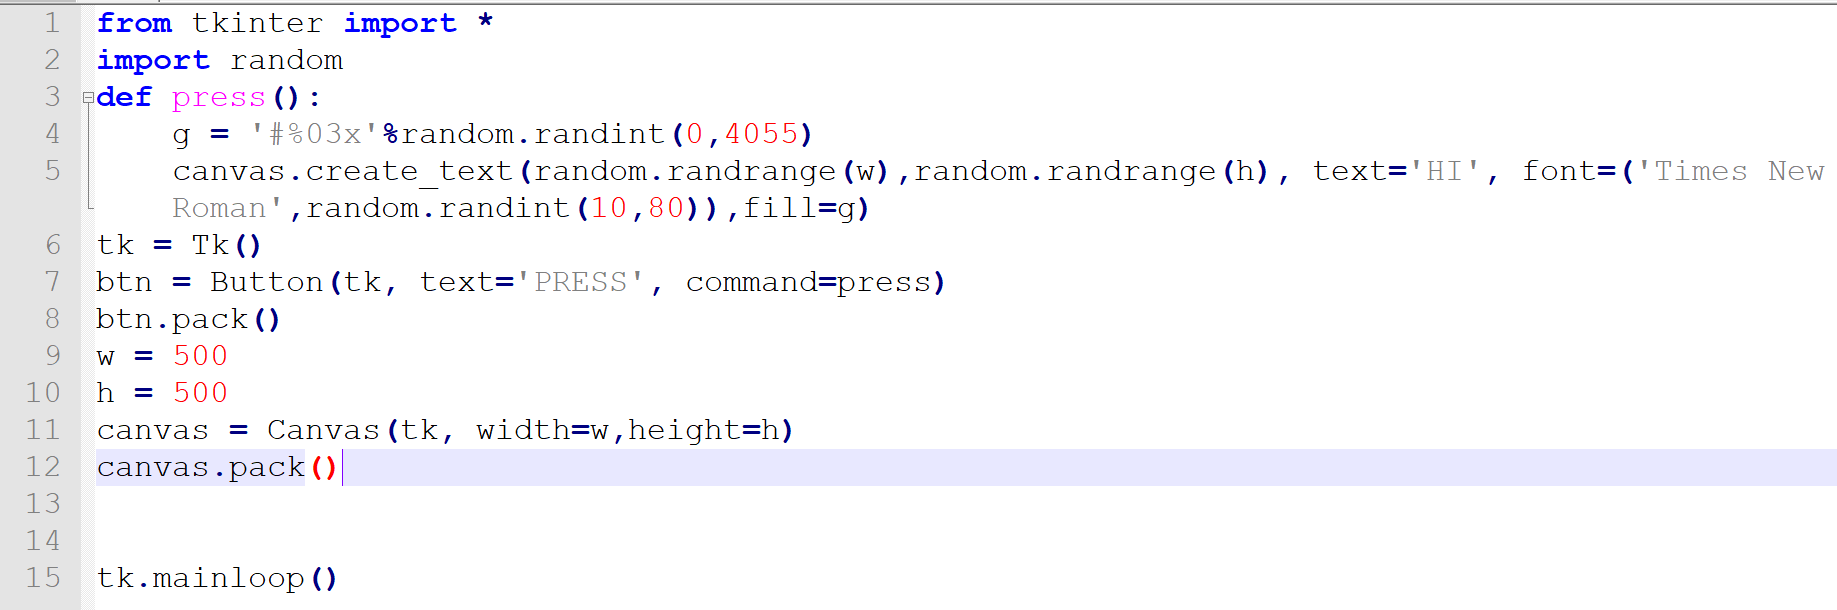 1 from tkinter import *
2 import random
3 def press():
4     g = '#%03x'%random.randint(0,4055)
5     canvas.create_text(random.randrange(w),random.randrange(h), text='HI', font=('Times New
    Roman',random.randint(10,80)),fill=g)
6 tk = Tk()
7 btn = Button(tk, text='PRESS', command=press)
8 btn.pack()
9 w = 500
10 h = 500
11 canvas = Canvas(tk, width=w,height=h)
12 canvas.pack()
13
14
15 tk.mainloop()